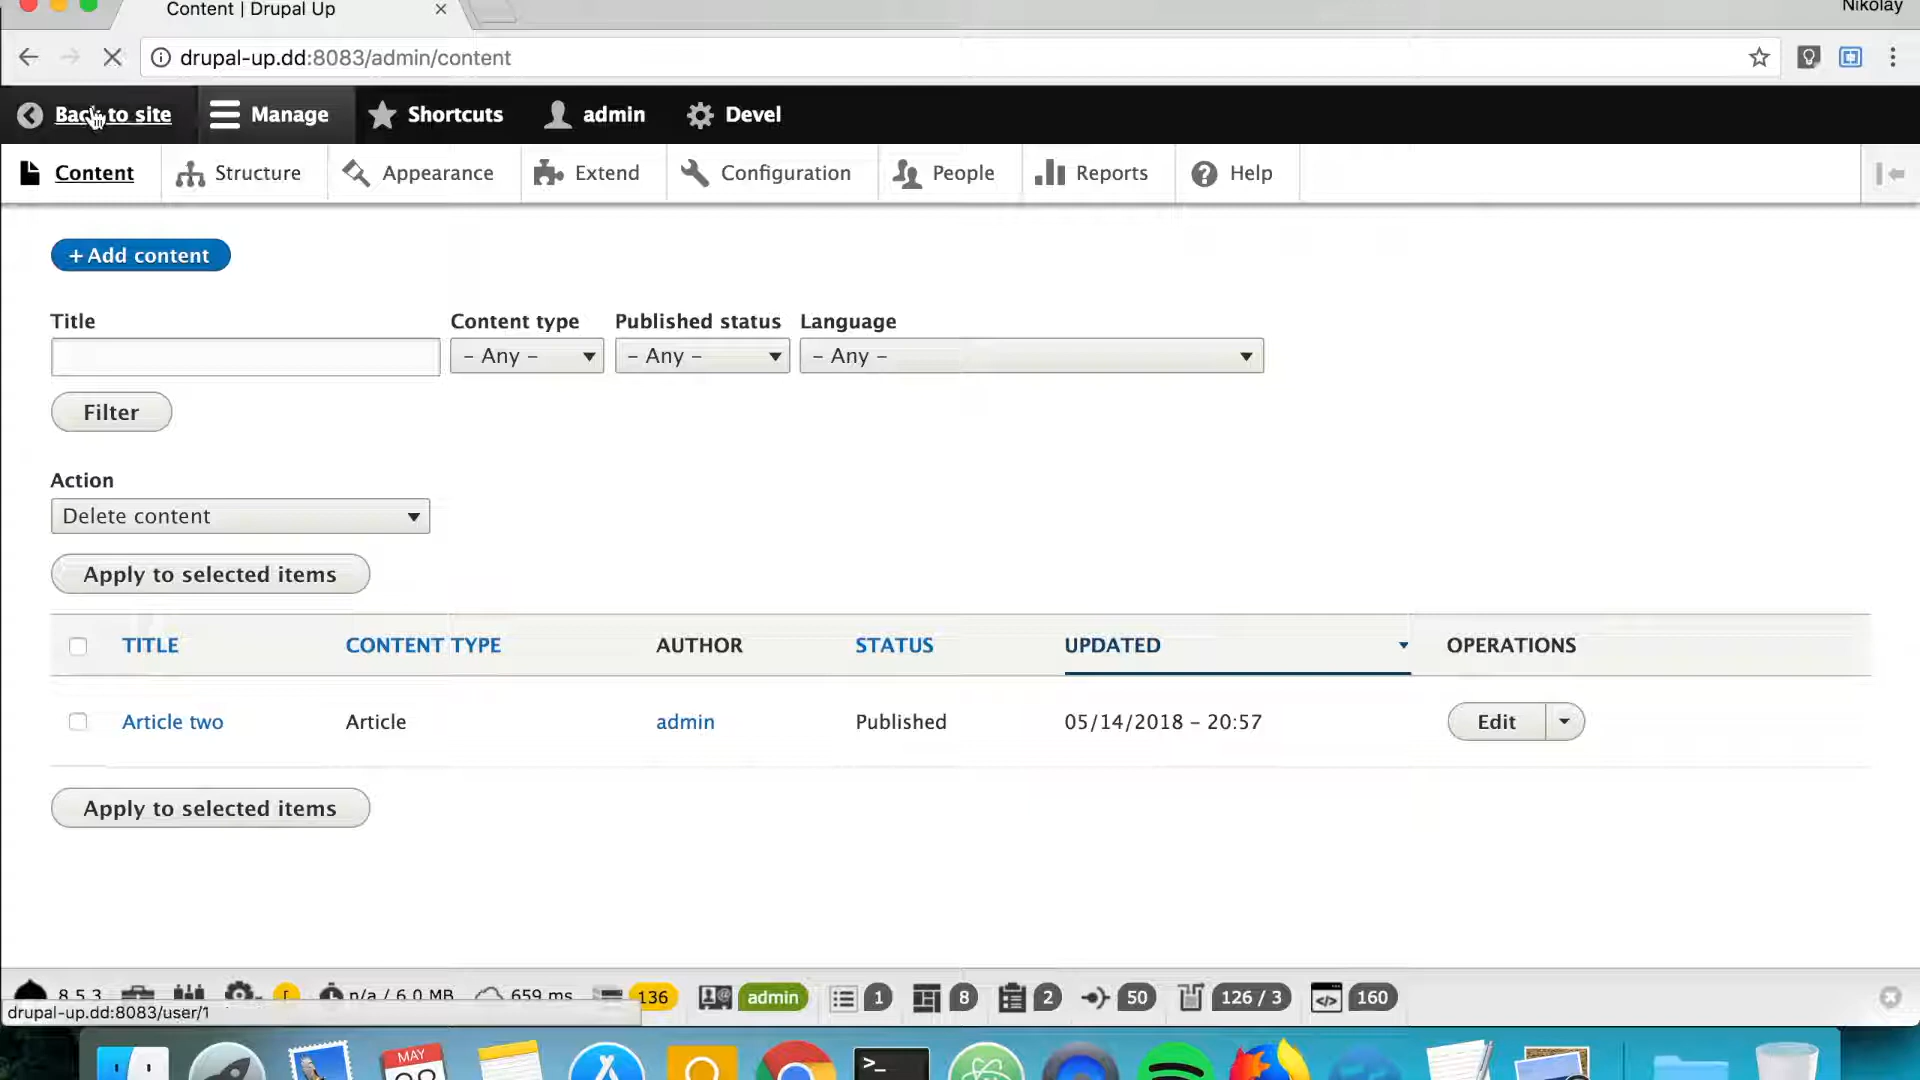 Content | Drupal Up
Nikolay
drupal-up.dd:8083/admin/content
Back to site
Manage
Shortcuts
admin
Devel
Content
Structure
Appearance
Extend
Configuration
People
Reports
Help
+ Add content
Title
Content type
Published status
Language
- Any -
- Any -
- Any -
Filter
Action
Delete content
Apply to selected items
TITLE
CONTENT TYPE
AUTHOR
STATUS
UPDATED
OPERATIONS
Article two
Article
admin
Published
05/14/2018 - 20:57
Edit
Apply to selected items
8.5.3
n/a / 6.0 MB
659 ms
136
admin
1
8
2
50
126 / 3
160
drupal-up.dd:8083/user/1
MAY